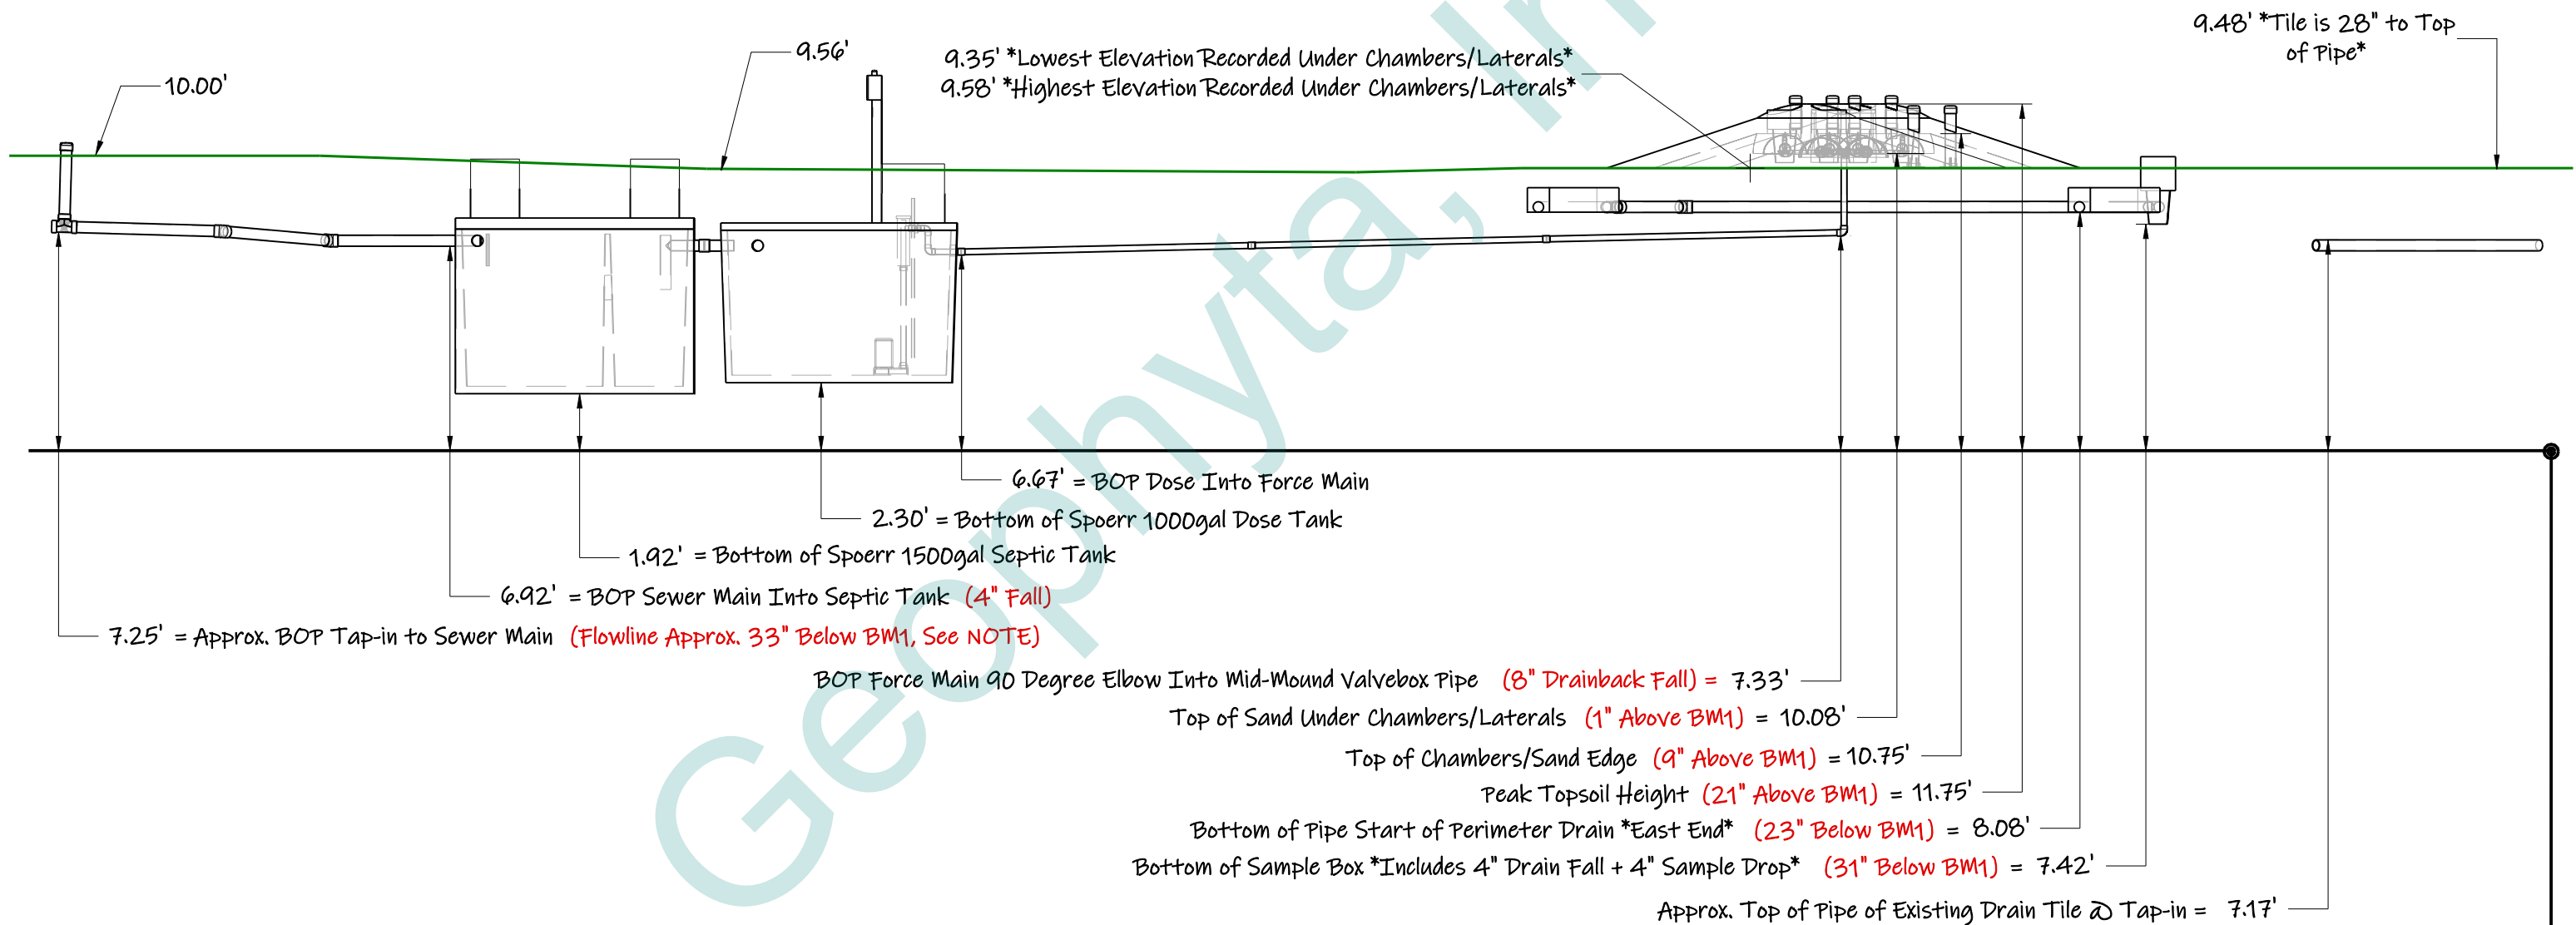 10.00'
9.56'
9.35' *Lowest Elevation Recorded Under Chambers/Laterals*
9.58' *Highest Elevation Recorded Under Chambers/Laterals*
9.48' *Tile is 28" to Top
of Pipe*
6.67' = BOP Dose Into Force Main
2.30' = Bottom of Spoerr 1000gal Dose Tank
1.92' = Bottom of Spoerr 1500gal Septic Tank
6.92' = BOP Sewer Main Into Septic Tank (4" Fall)
7.25' = Approx. BOP Tap-in to Sewer Main (Flowline Approx. 33" Below BM1, See NOTE)
BOP Force Main 90 Degree Elbow Into Mid-Mound Valvebox Pipe (8" Drainback Fall) = 7.33'
Top of Sand Under Chambers/Laterals (1" Above BM1) = 10.08'
Top of Chambers/Sand Edge (9" Above BM1) = 10.75'
Peak Topsoil Height (21" Above BM1) = 11.75'
Bottom of Pipe Start of Perimeter Drain *East End* (23" Below BM1) = 8.08'
Bottom of Sample Box *Includes 4" Drain Fall + 4" Sample Drop* (31" Below BM1) = 7.42'
Approx. Top of Pipe of Existing Drain Tile @ Tap-in = 7.17'
Geophyta, In